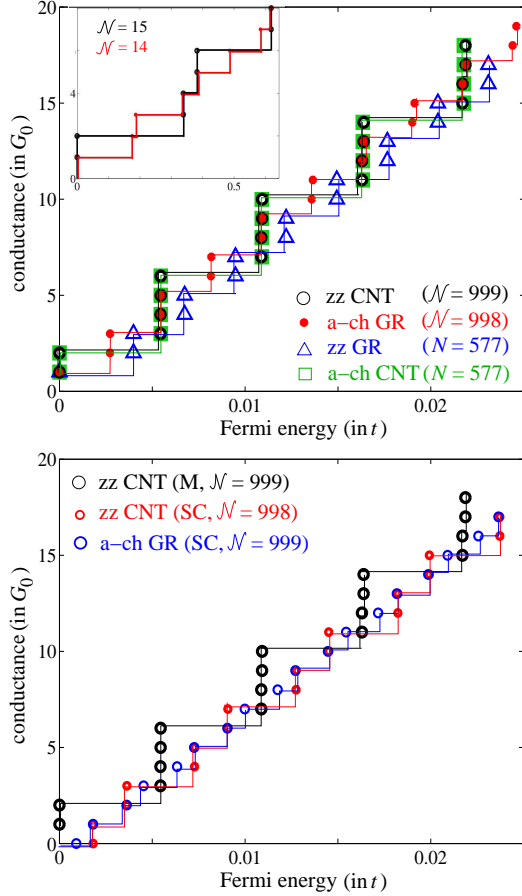 20
15
10
5
0
conductance (in G₀)
𝒩 = 15
𝒩 = 14
4
0
0
0.5
zz CNT (𝒩 = 999)
a−ch GR (𝒩 = 998)
zz GR (N = 577)
a−ch CNT (N = 577)
0 0.01 0.02
Fermi energy (in t)
20
15
10
5
0
conductance (in G₀)
zz CNT (M, 𝒩 = 999)
zz CNT (SC, 𝒩 = 998)
a−ch GR (SC, 𝒩 = 999)
0 0.01 0.02
Fermi energy (in t)